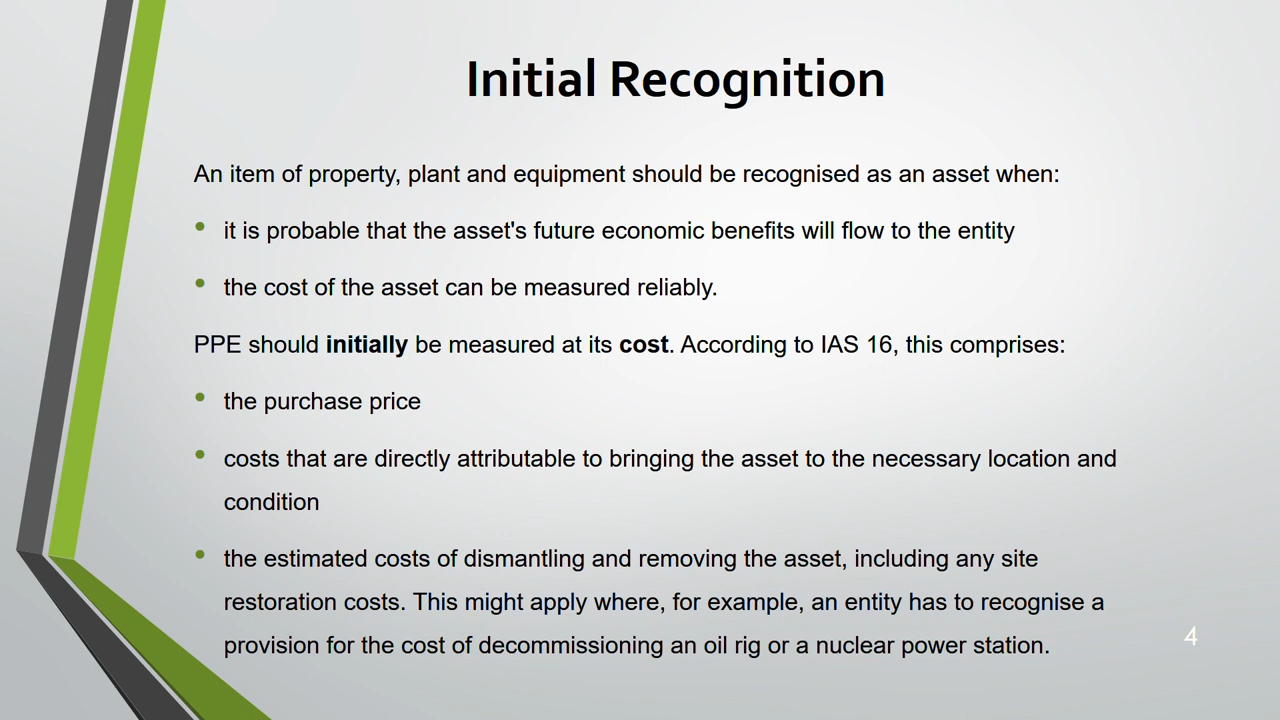 Initial Recognition
An item of property, plant and equipment should be recognised as an asset when:
• it is probable that the asset's future economic benefits will flow to the entity
• the cost of the asset can be measured reliably.
PPE should initially be measured at its cost. According to IAS 16, this comprises:
• the purchase price
• costs that are directly attributable to bringing the asset to the necessary location and
condition
• the estimated costs of dismantling and removing the asset, including any site
restoration costs. This might apply where, for example, an entity has to recognise a
provision for the cost of decommissioning an oil rig or a nuclear power station.
4